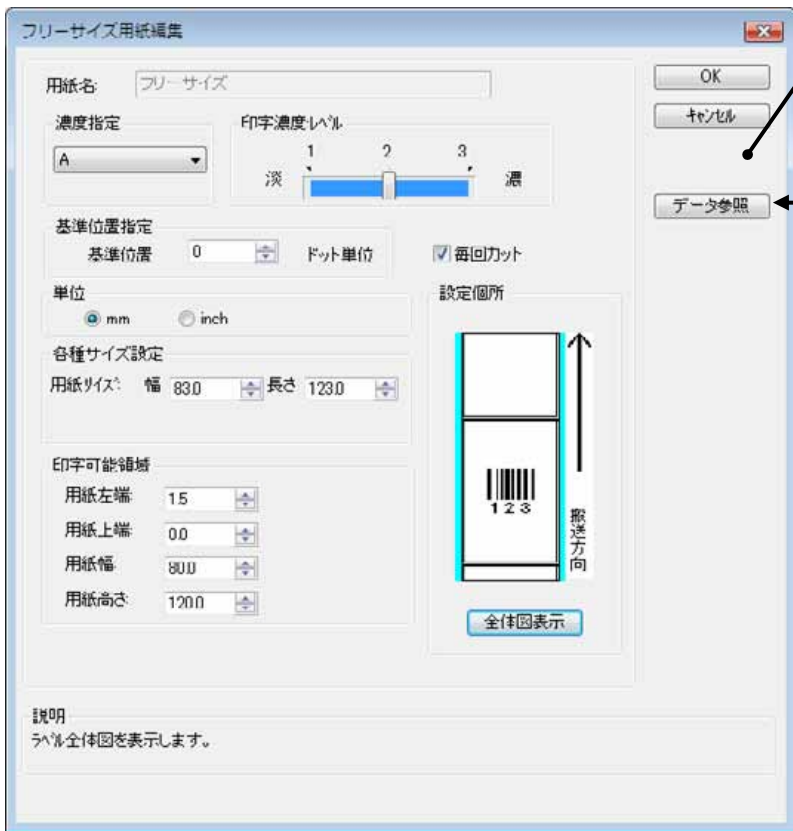 フリーサイズ用紙編集
用紙名:
フリーサイズ
OK
キャンセル
データ参照
濃度指定
A
印字濃度レベル
1 2 3
淡 濃
基準位置指定
基準位置 0 ドット単位
毎回カット
単位
mm inch
各種サイズ設定
用紙サイズ: 幅 83.0 長さ 123.0
印字可能領域
用紙左端: 1.5
用紙上端: 0.0
用紙幅: 80.0
用紙高さ: 120.0
設定個所
123
搬送方向
全体図表示
説明
ラベル全体図を表示します。